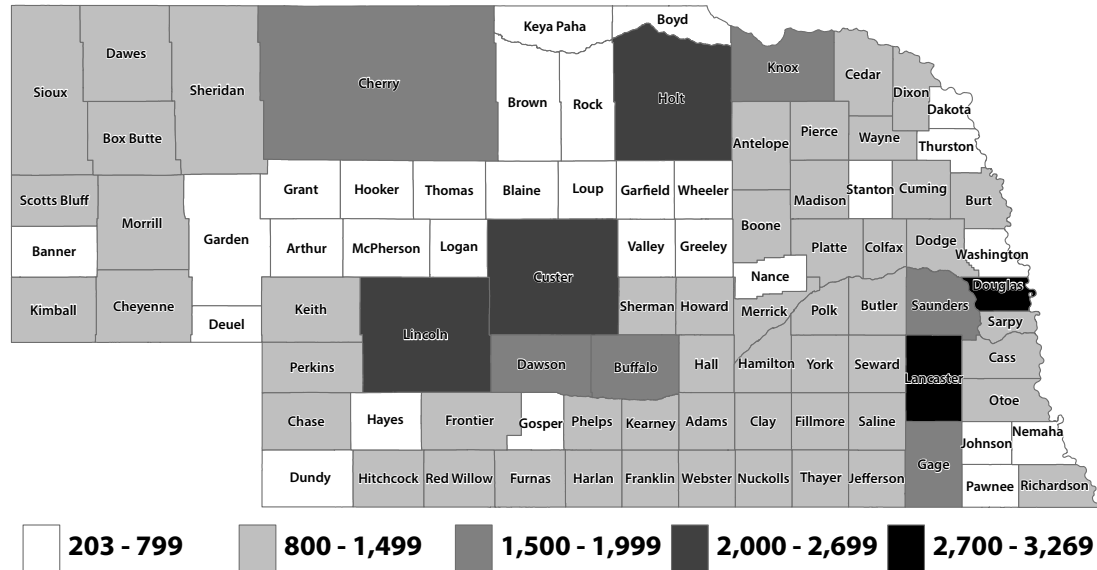 Keya Paha
Boyd
Dawes
Sioux
Sheridan
Cherry
Knox
Cedar
Dixon
Holt
Brown
Rock
Dakota
Box Butte
Antelope
Pierce
Wayne
Thurston
Grant
Hooker
Thomas
Blaine
Loup
Garfield
Wheeler
Madison
Stanton
Cuming
Burt
Scotts Bluff
Morrill
Garden
Boone
Banner
Arthur
McPherson
Logan
Custer
Valley
Greeley
Platte
Colfax
Dodge
Washington
Nance
Douglas
Kimball
Cheyenne
Deuel
Keith
Lincoln
Sherman
Howard
Merrick
Polk
Butler
Saunders
Sarpy
Perkins
Dawson
Buffalo
Hall
Hamilton
York
Seward
Lancaster
Cass
Otoe
Chase
Hayes
Frontier
Gosper
Phelps
Kearney
Adams
Clay
Fillmore
Saline
Johnson
Nemaha
Dundy
Hitchcock
Red Willow
Furnas
Harlan
Franklin
Webster
Nuckolls
Thayer
Jefferson
Gage
Pawnee
Richardson
203 - 799
800 - 1,499
1,500 - 1,999
2,000 - 2,699
2,700 - 3,269